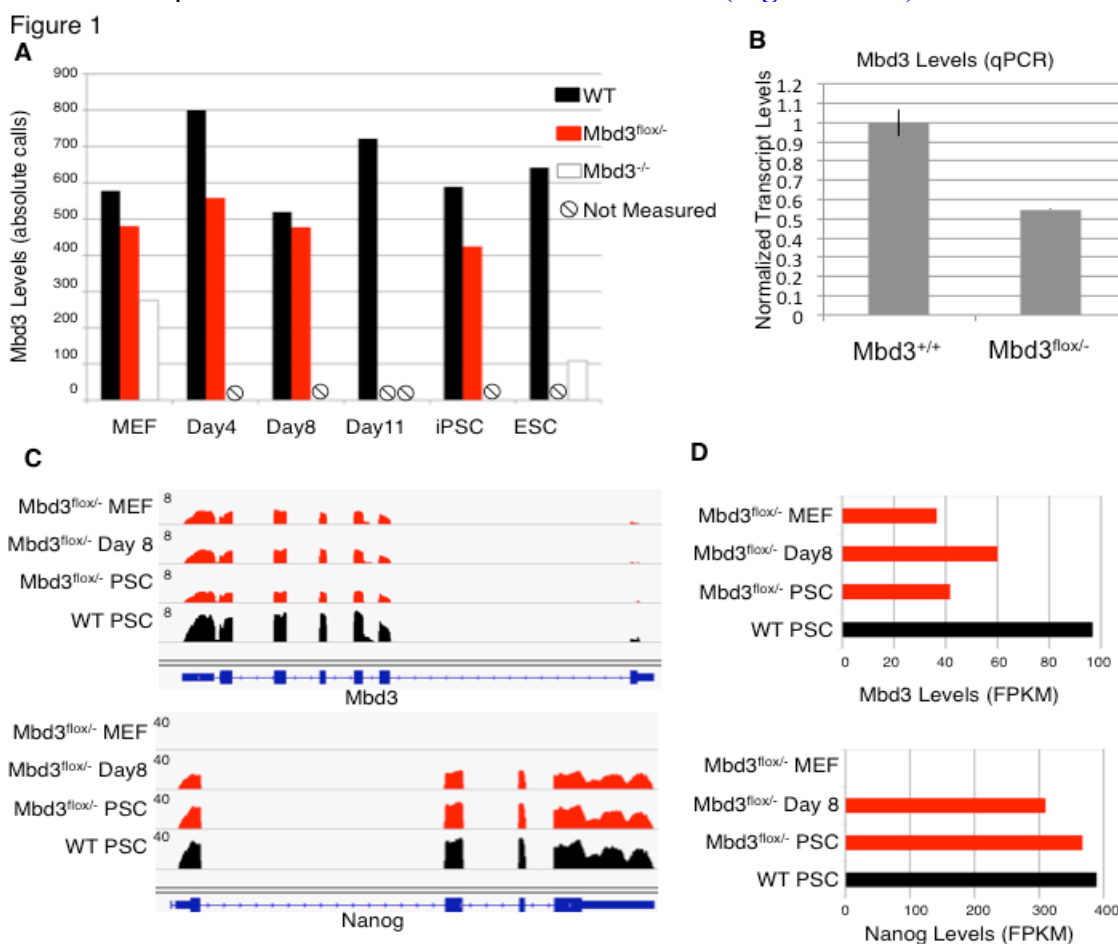 Figure 1
A
Mbd3 Levels (absolute calls)
900
800
700
600
500
400
300
200
100
0
WT
Mbd3flox/-
Mbd3-/-
Not Measured
MEF Day4 Day8 Day11 iPSC ESC
B
Mbd3 Levels (qPCR)
Normalized Transcript Levels
1.2
1.1
1
0.9
0.8
0.7
0.6
0.5
0.4
0.3
0.2
0.1
0
Mbd3+/+ Mbd3flox/-
C
Mbd3flox/- MEF 8
Mbd3flox/- Day 8 8
Mbd3flox/- PSC 8
WT PSC 8
Mbd3
Mbd3flox/- MEF 40
Mbd3flox/- Day8 40
Mbd3flox/- PSC 40
WT PSC 40
Nanog
D
Mbd3flox/- MEF
Mbd3flox/- Day8
Mbd3flox/- PSC
WT PSC
0 20 40 60 80 100
Mbd3 Levels (FPKM)
Mbd3flox/- MEF
Mbd3flox/- Day 8
Mbd3flox/- PSC
WT PSC
0 100 200 300 400
Nanog Levels (FPKM)